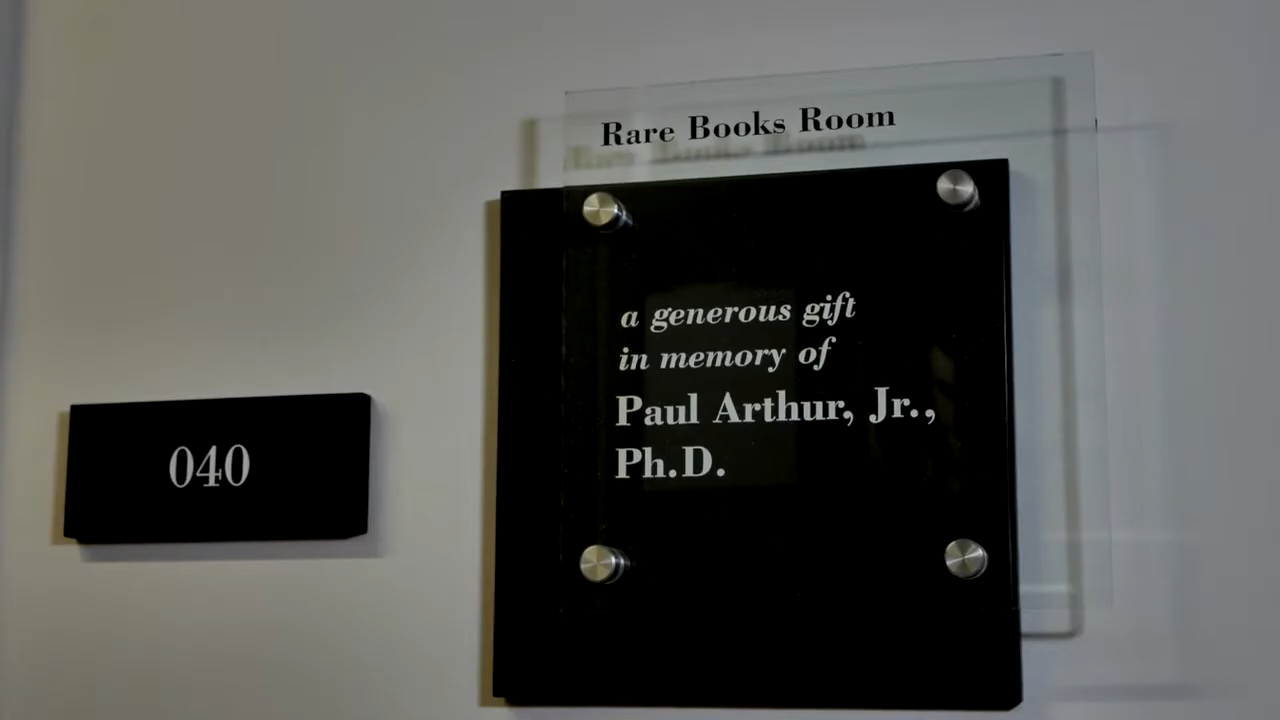 Rare Books Room
a generous gift
in memory of
Paul Arthur, Jr.,
Ph.D.
040